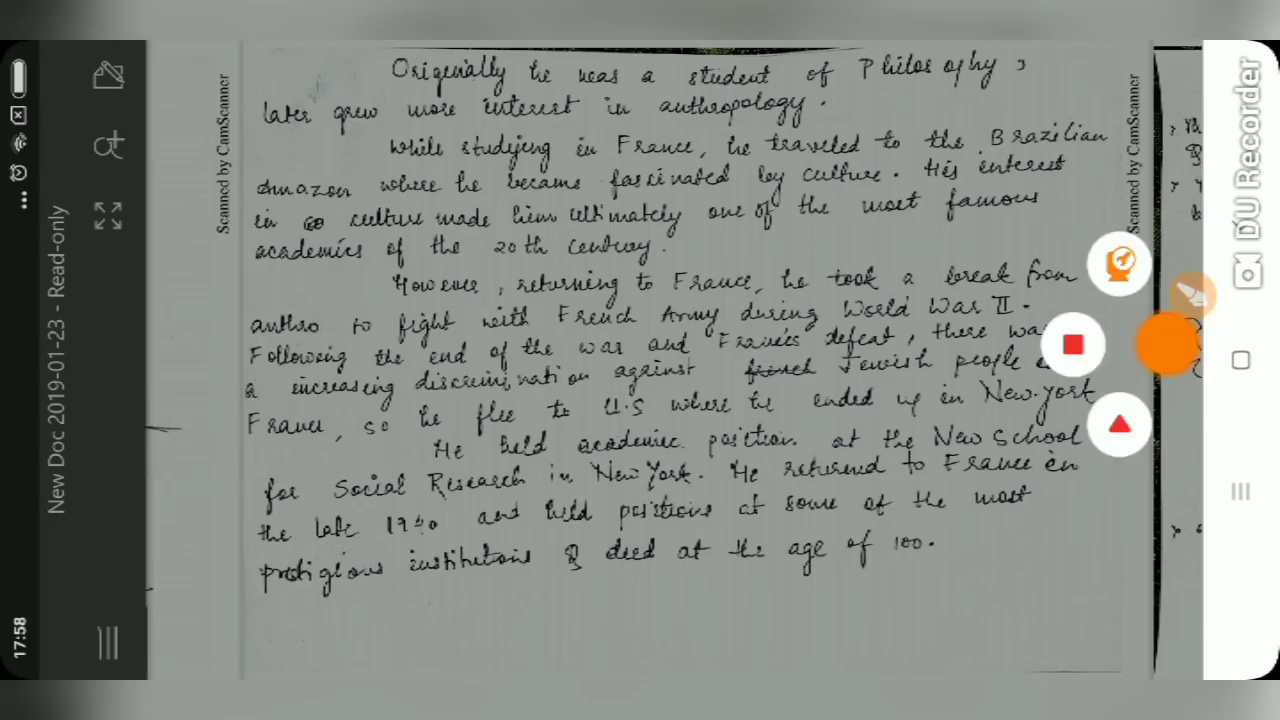 Originally he was a student of Philosophy,
later grew more interest in anthropology.
While studying in France, he traveled to the Brazilian
Amazon where he became fascinated by culture. His interest
in culture made him ultimately one of the most famous
academics of the 20th Century.
However, returning to France, he took a break from
anthro to fight with French Army during World War II.
Following the end of the war and France's defeat, there was
a increasing discrimination against french Jewish people
France, so he flee to U.S where he ended up in New York
He held academic position at the New School
for Social Research in New York. He returned to France in
the late 1940 and held positions at some of the most
prestigious institutions & died at the age of 100.
Scanned by CamScanner
Scanned by CamScanner
New Doc 2019-01-23 - Read-only
17:58
DU Recorder